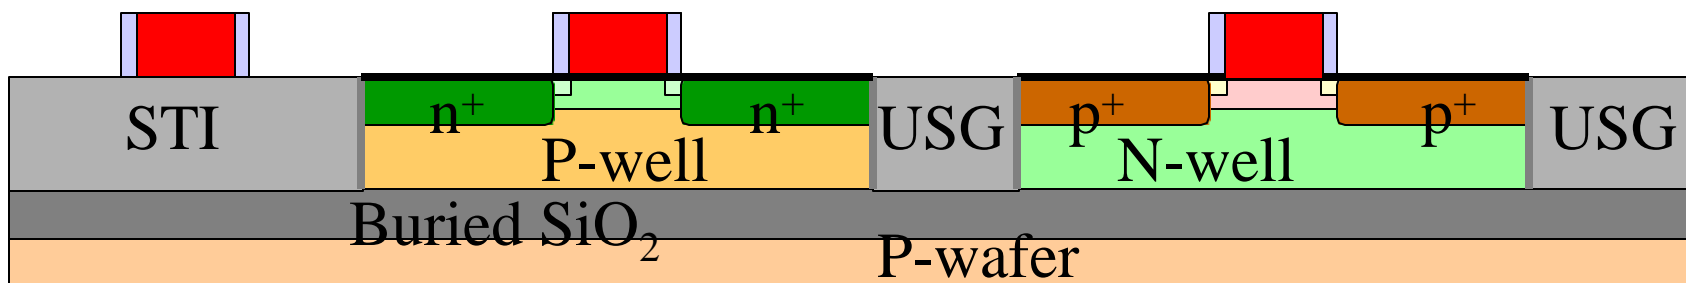 STI
n⁺
n⁺
USG
p⁺
p⁺
USG
P-well
N-well
Buried SiO₂
P-wafer